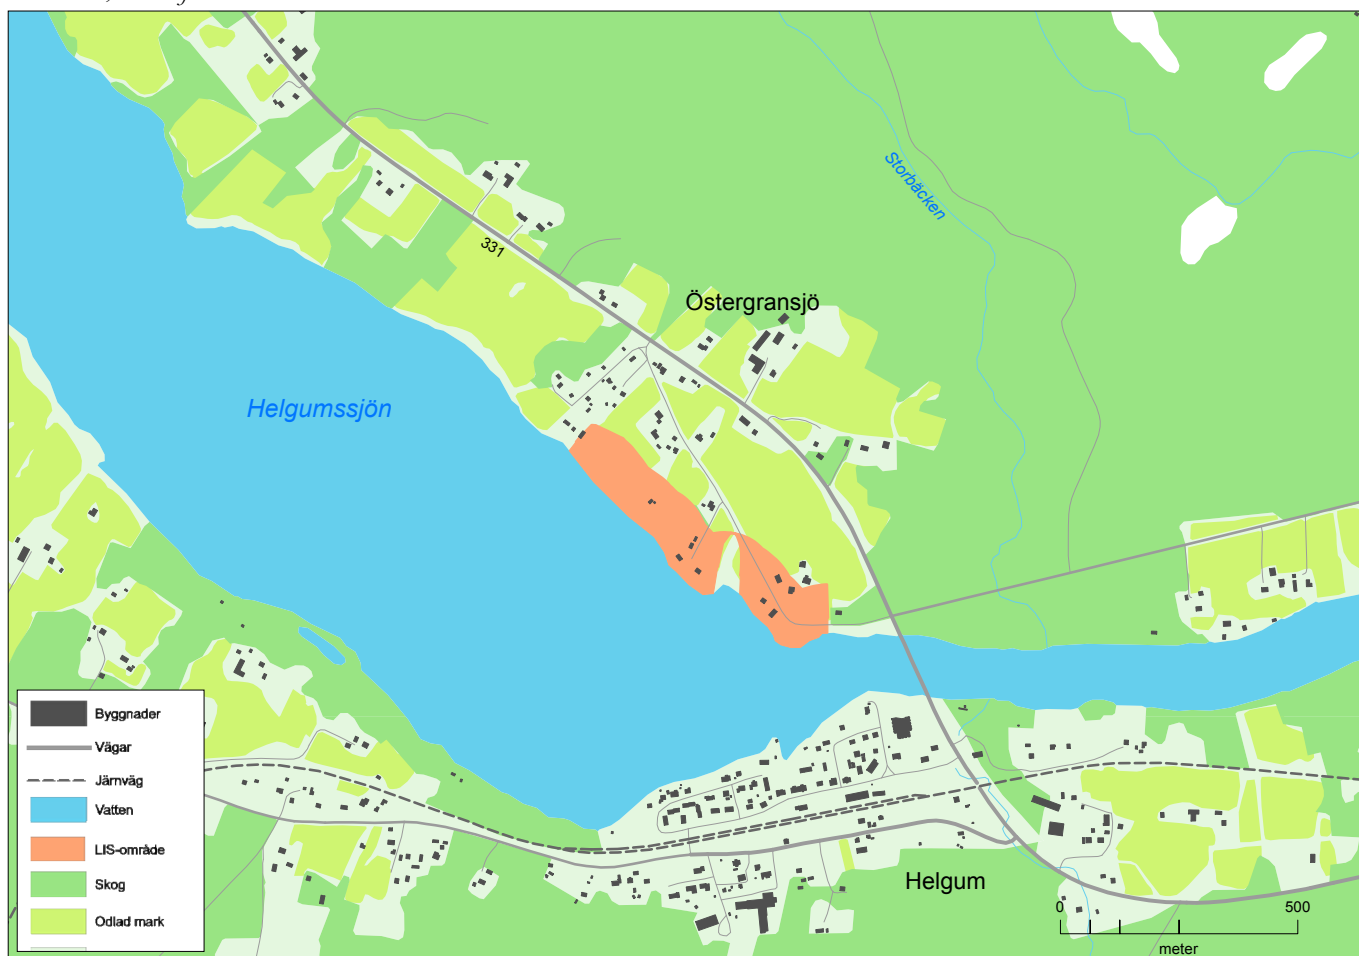 Storbäcken
331
Östergransjö
Helgumssjön
Byggnader
Vägar
Järnväg
Vatten
LIS-område
Skog
Odlad mark
Helgum
0 500
meter